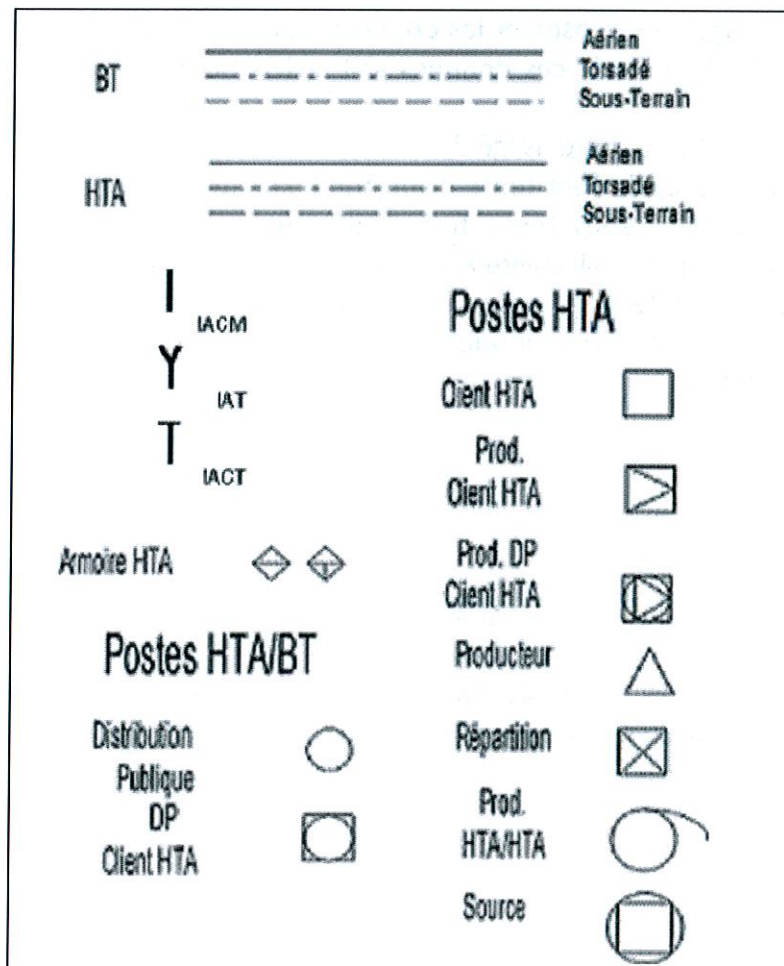 BT
Aérien
Torsadé
Sous-Terrain
HTA
Aérien
Torsadé
Sous-Terrain
I IACM
Y IAT
T IACT
Armoire HTA
Postes HTA/BT
Distribution
Publique
DP
Client HTA
Postes HTA
Client HTA
Prod.
Client HTA
Prod. DP
Client HTA
Producteur
Répartition
Prod.
HTA/HTA
Source